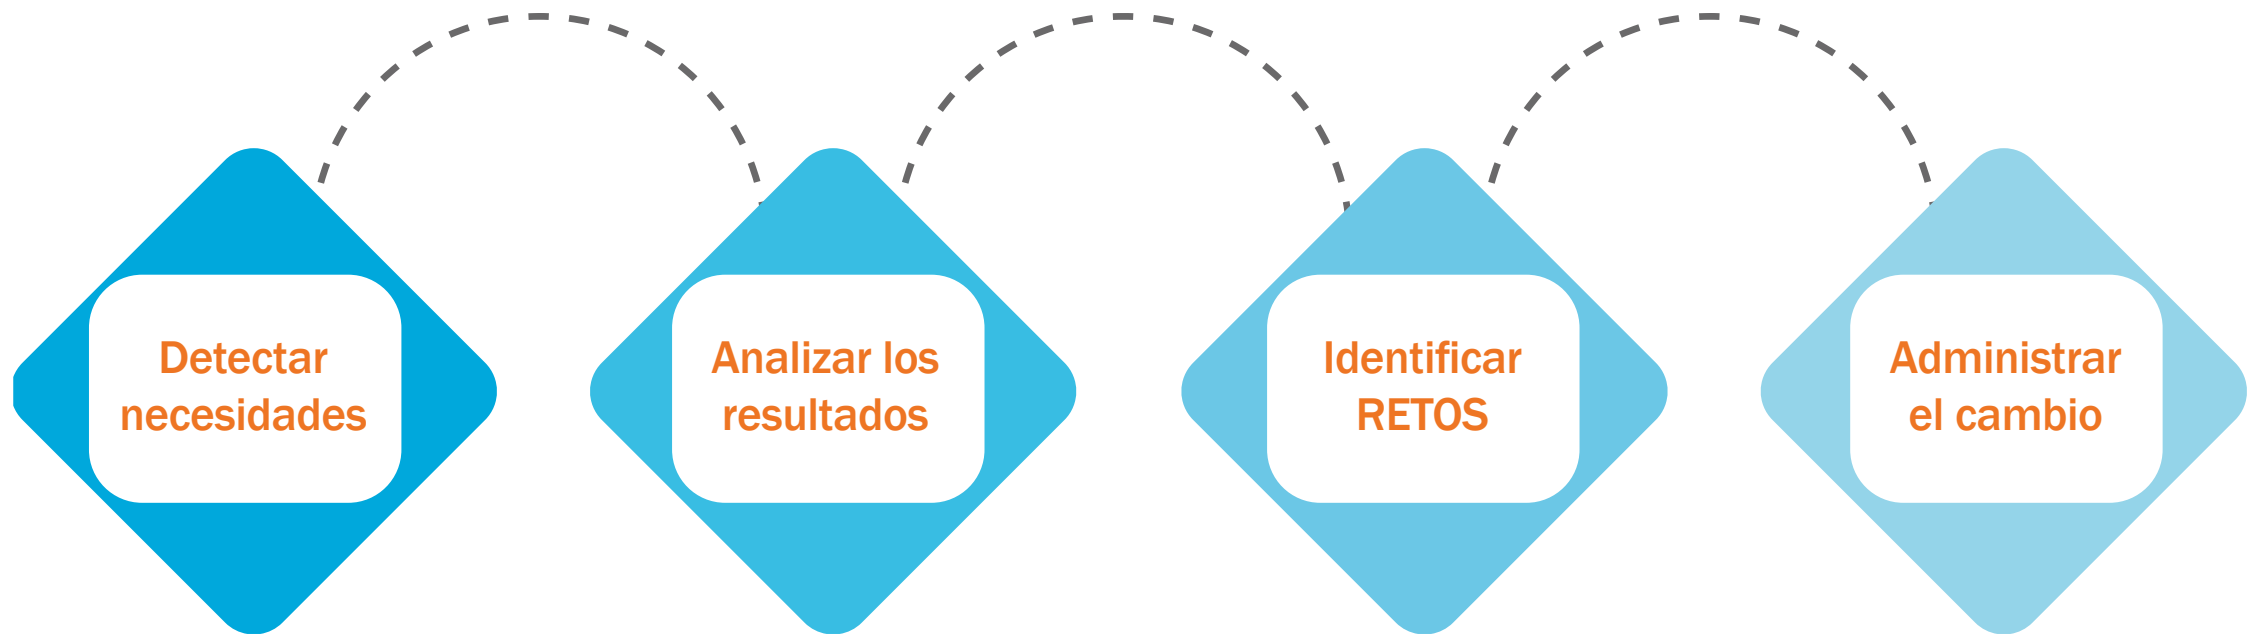 Detectar
necesidades
Analizar los
resultados
Identificar
RETOS
Administrar
el cambio